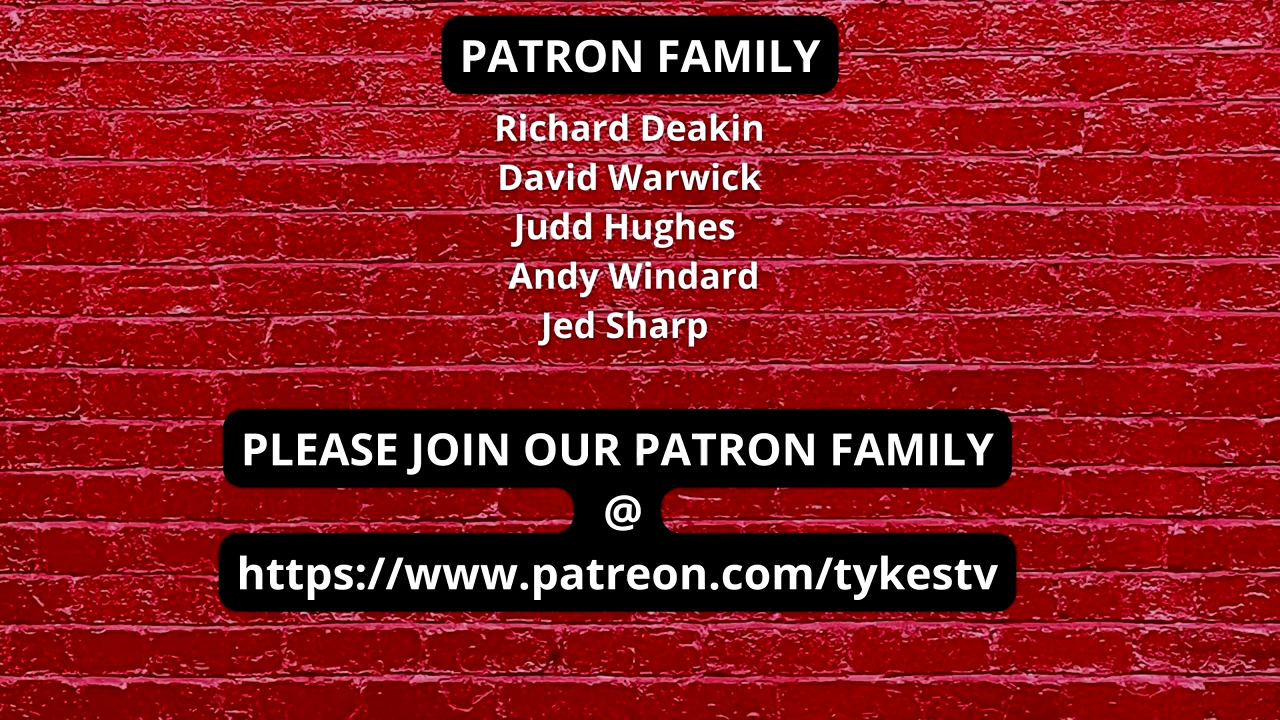 PATRON FAMILY
Richard Deakin
David Warwick
Judd Hughes
Andy Windard
Jed Sharp
PLEASE JOIN OUR PATRON FAMILY
@
https://www.patreon.com/tykestv